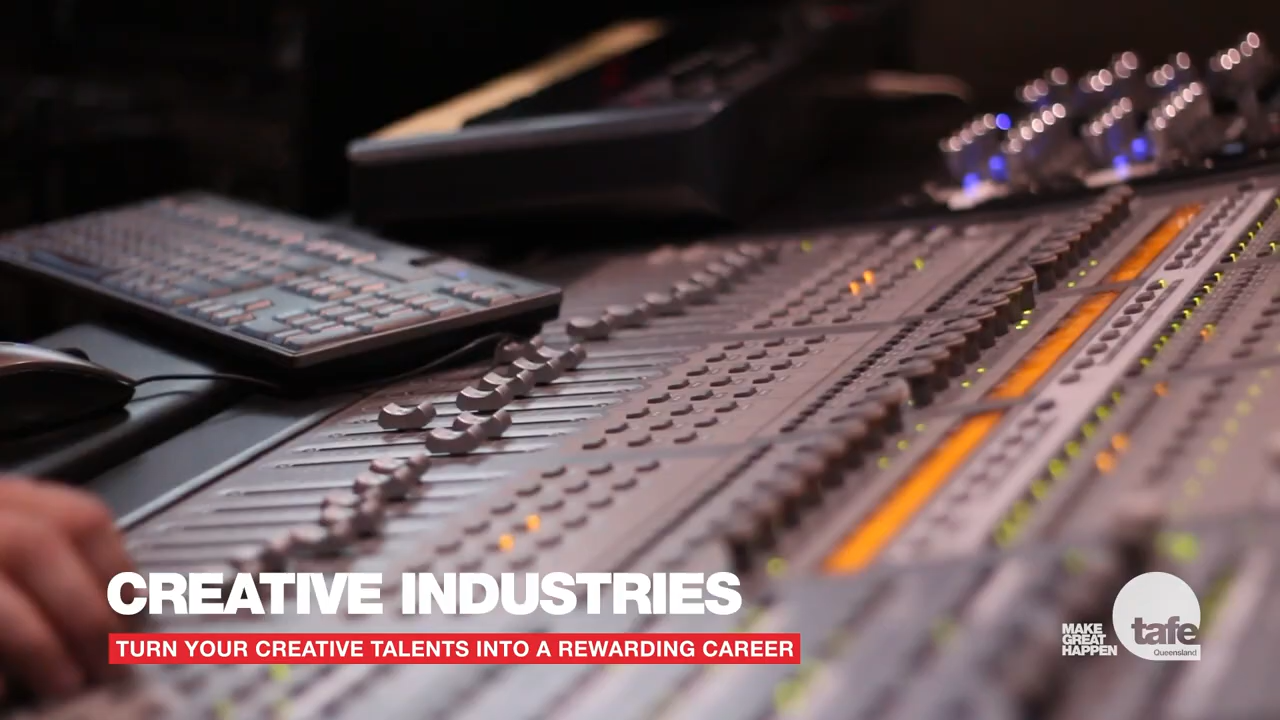 CREATIVE INDUSTRIES
TURN YOUR CREATIVE TALENTS INTO A REWARDING CAREER
MAKE
GREAT
HAPPEN
tafe
Queensland